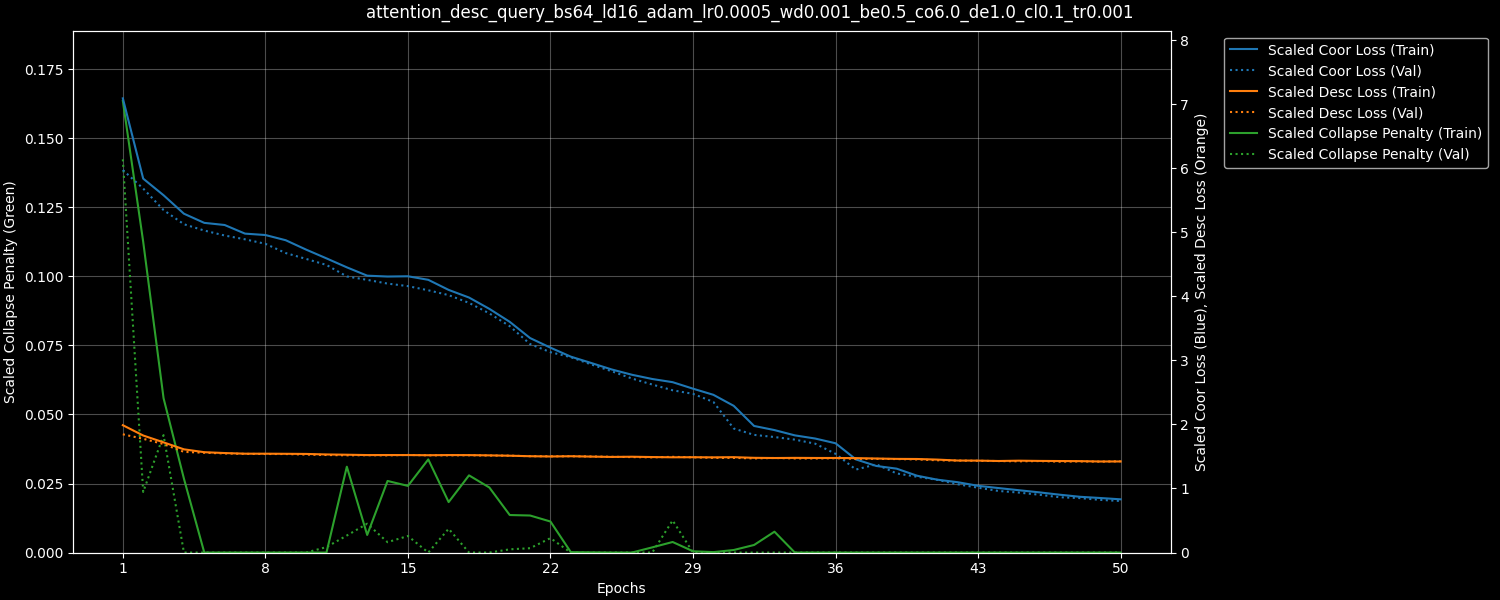 attention_desc_query_bs64_ld16_adam_lr0.0005_wd0.001_be0.5_co6.0_de1.0_cl0.1_tr0.001
Scaled Collapse Penalty (Green)
0.175
0.150
0.125
0.100
0.075
0.050
0.025
0.000
1
8
15
22
29
36
43
50
Epochs
8
7
6
5
4
3
2
1
0
Scaled Coor Loss (Blue), Scaled Desc Loss (Orange)
Scaled Coor Loss (Train)
Scaled Coor Loss (Val)
Scaled Desc Loss (Train)
Scaled Desc Loss (Val)
Scaled Collapse Penalty (Train)
Scaled Collapse Penalty (Val)